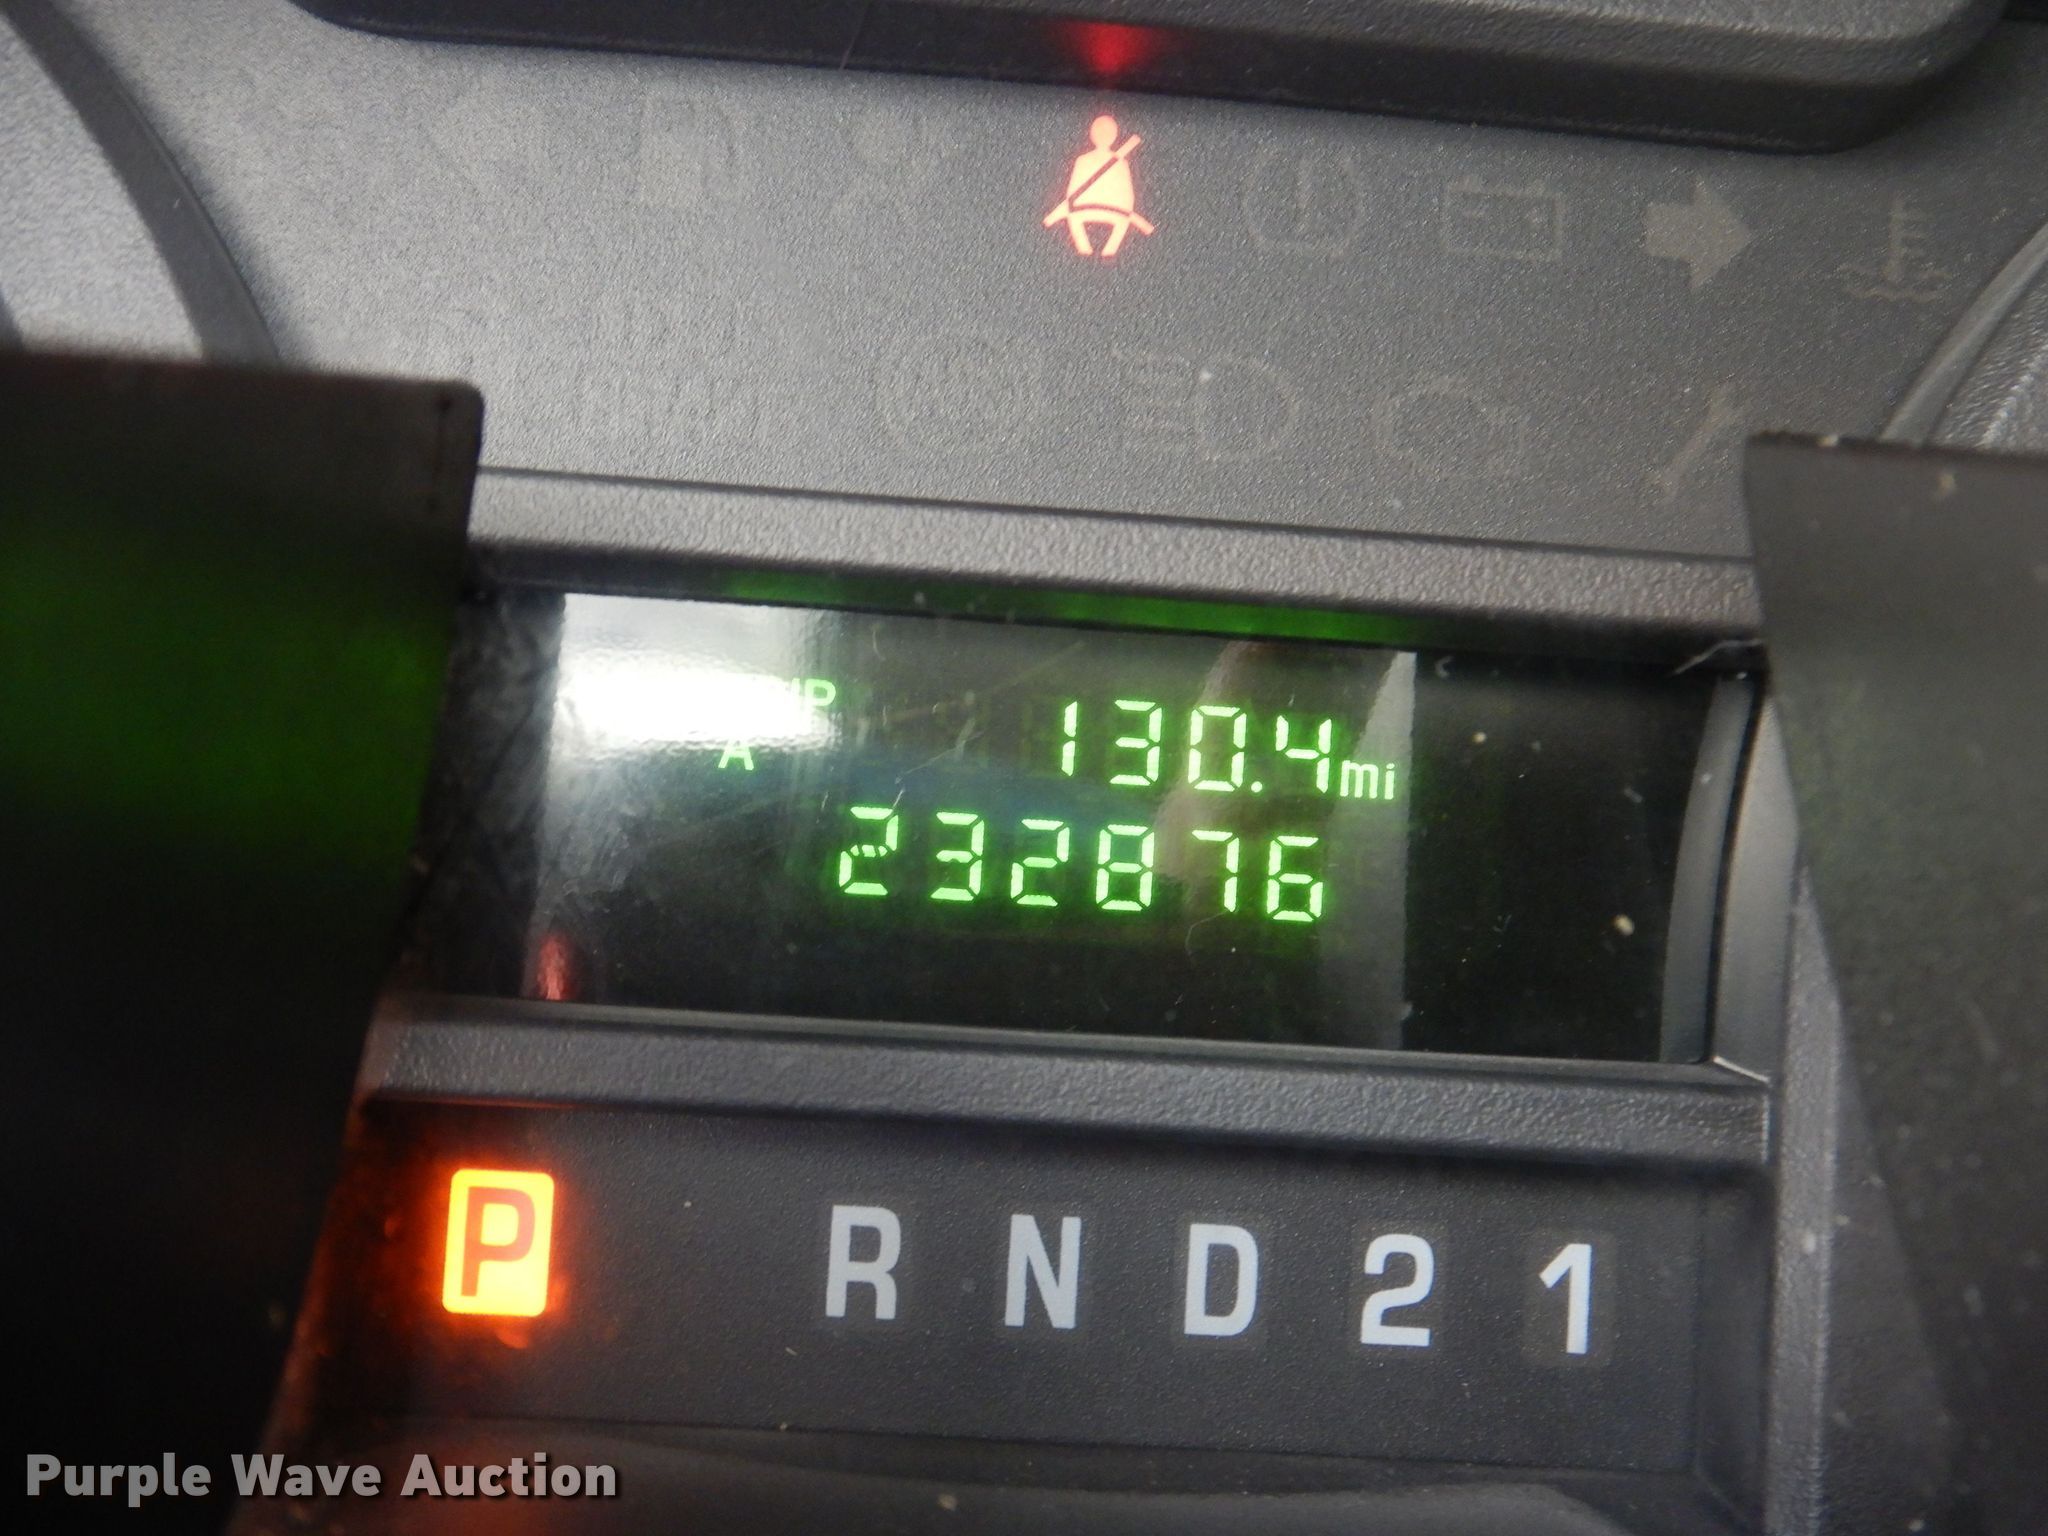 A 130.4mi
232876
P R N D 2 1
Purple Wave Auction